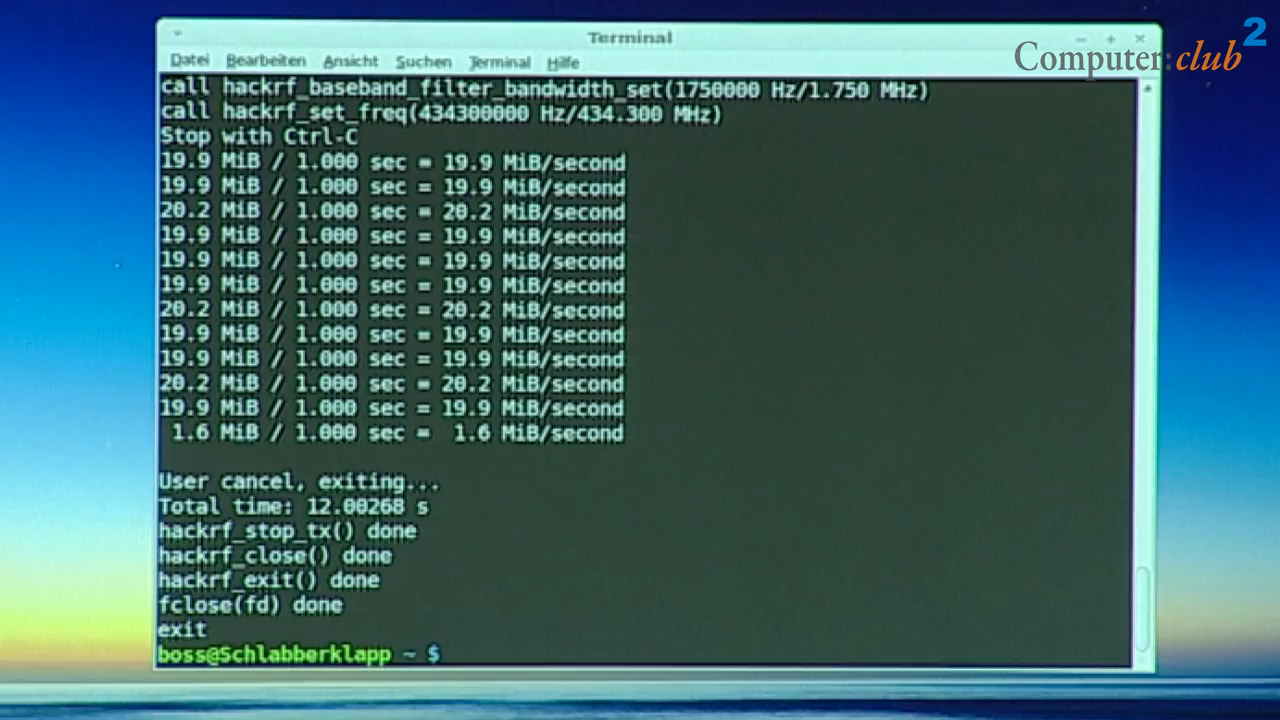 Terminal
Computer:club 2
Datei Bearbeiten Ansicht Suchen Terminal Hilfe
call hackrf_baseband_filter_bandwidth_set(1750000 Hz/1.750 MHz)
call hackrf_set_freq(434300000 Hz/434.300 MHz)
Stop with Ctrl-C
19.9 MiB / 1.000 sec = 19.9 MiB/second
19.9 MiB / 1.000 sec = 19.9 MiB/second
20.2 MiB / 1.000 sec = 20.2 MiB/second
19.9 MiB / 1.000 sec = 19.9 MiB/second
19.9 MiB / 1.000 sec = 19.9 MiB/second
19.9 MiB / 1.000 sec = 19.9 MiB/second
20.2 MiB / 1.000 sec = 20.2 MiB/second
19.9 MiB / 1.000 sec = 19.9 MiB/second
19.9 MiB / 1.000 sec = 19.9 MiB/second
20.2 MiB / 1.000 sec = 20.2 MiB/second
19.9 MiB / 1.000 sec = 19.9 MiB/second
1.6 MiB / 1.000 sec = 1.6 MiB/second
User cancel, exiting...
Total time: 12.00268 s
hackrf_stop_tx() done
hackrf_close() done
hackrf_exit() done
fclose(fd) done
exit
boss@Schlabberklapp ~ $